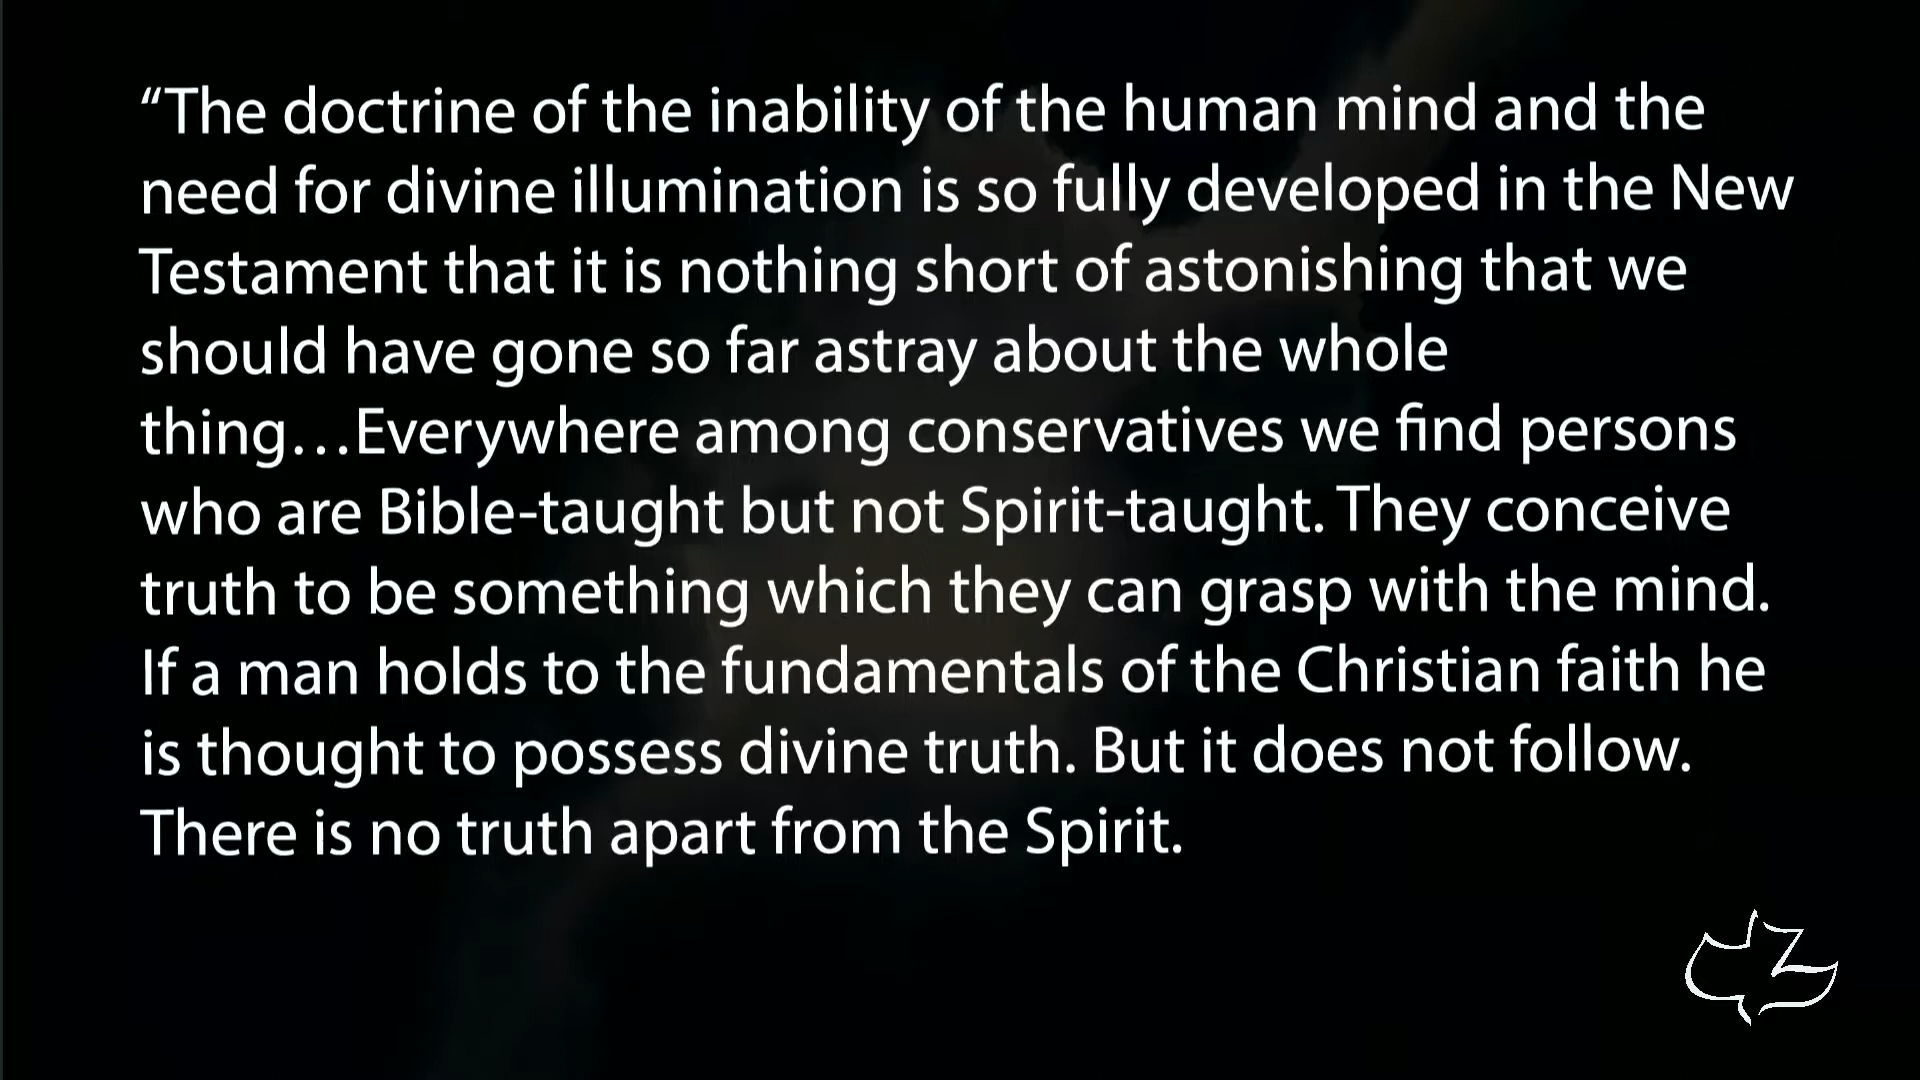 “The doctrine of the inability of the human mind and the
need for divine illumination is so fully developed in the New
Testament that it is nothing short of astonishing that we
should have gone so far astray about the whole
thing…Everywhere among conservatives we find persons
who are Bible-taught but not Spirit-taught. They conceive
truth to be something which they can grasp with the mind.
If a man holds to the fundamentals of the Christian faith he
is thought to possess divine truth. But it does not follow.
There is no truth apart from the Spirit.